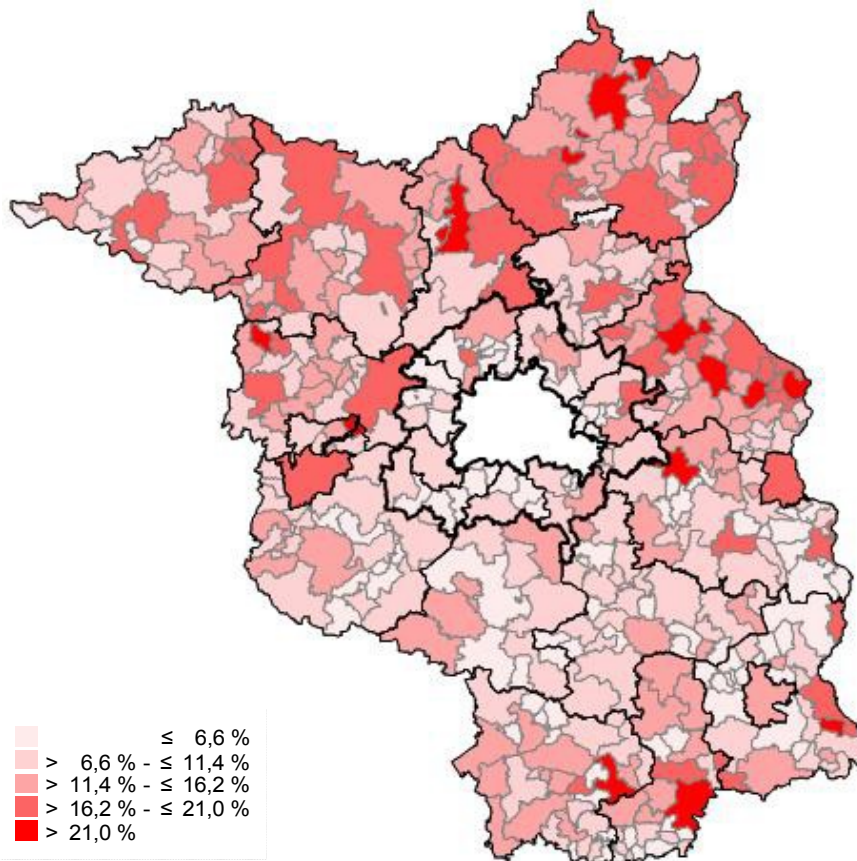 ≤ 6,6 %
> 6,6 % - ≤ 11,4 %
> 11,4 % - ≤ 16,2 %
> 16,2 % - ≤ 21,0 %
> 21,0 %